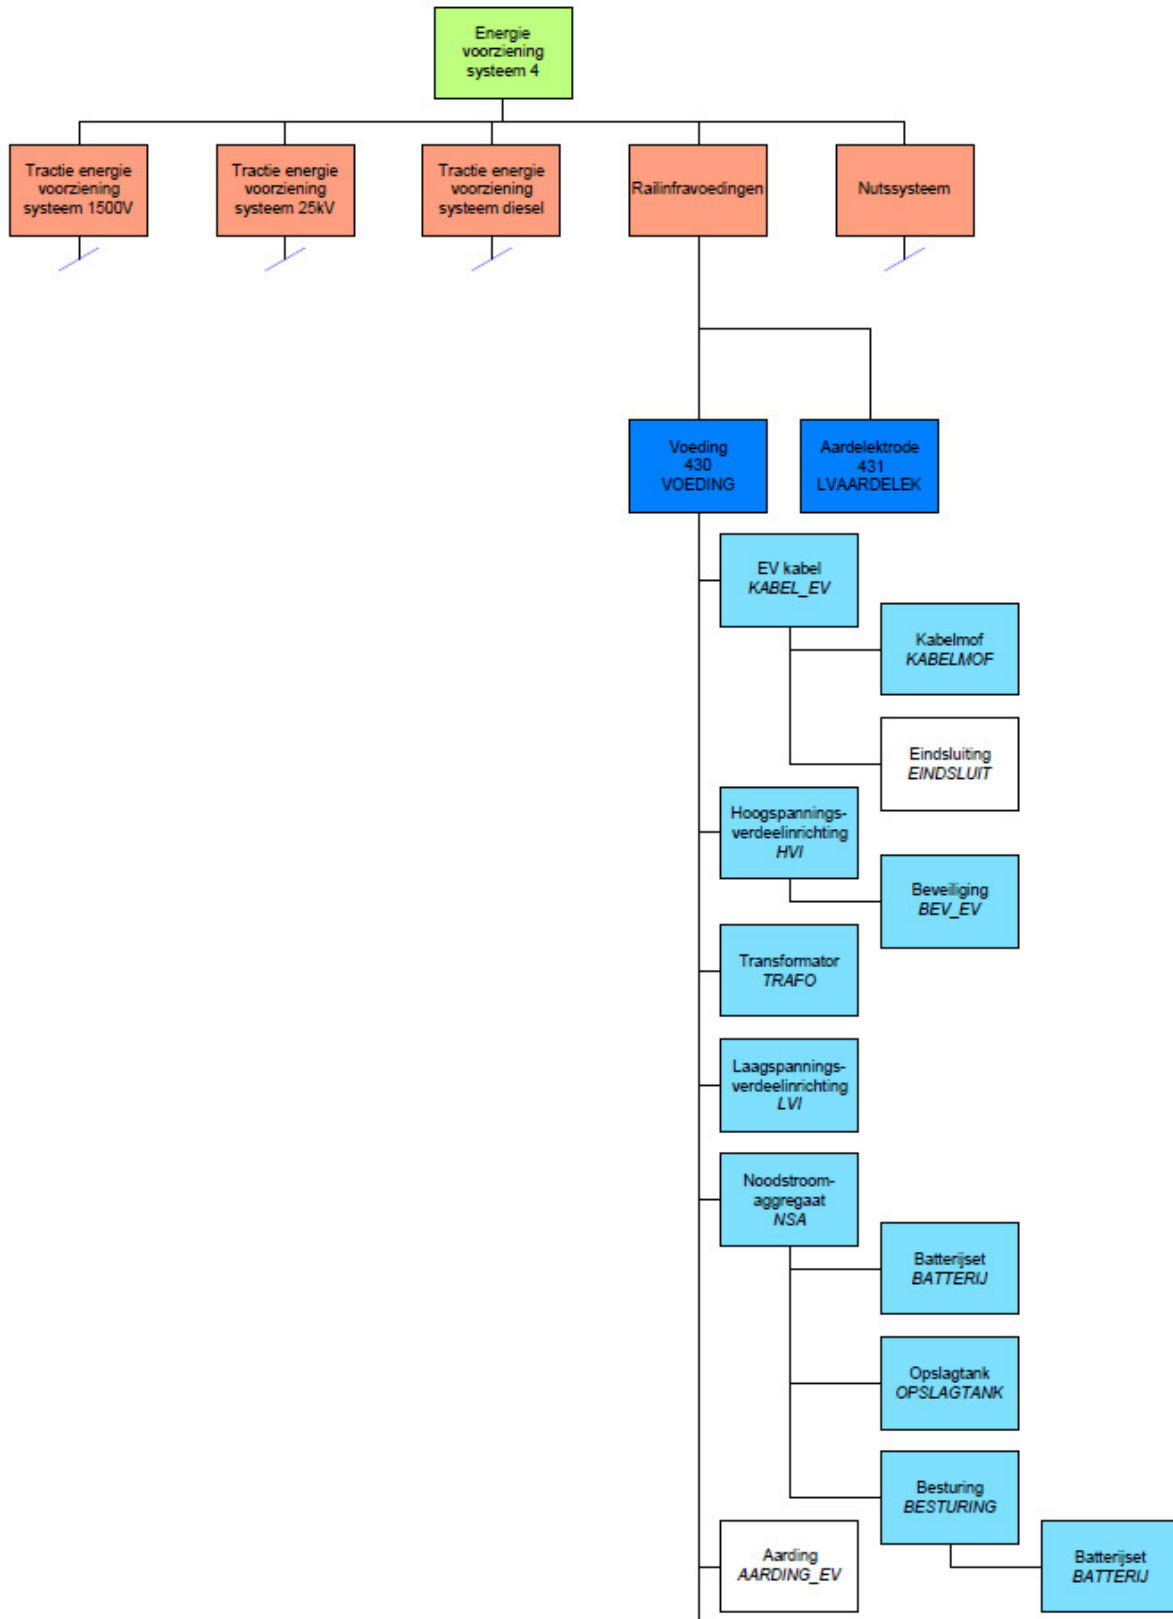 Energie
voorziening
systeem 4
Tractie energie
voorziening
systeem 1500V
Tractie energie
voorziening
systeem 25kV
Tractie energie
voorziening
systeem diesel
Railinfravoedingen
Nutssysteem
Voeding
430
VOEDING
Aardelektrode
431
LVAARDELEK
EV kabel
KABEL_EV
Kabelmof
KABELMOF
Eindsluiting
EINDSLUIT
Hoogspannings-
verdeelinrichting
HVI
Beveiliging
BEV_EV
Transformator
TRAFO
Laagspannings-
verdeelinrichting
LVI
Noodstroom-
aggregaat
NSA
Batterijset
BATTERIJ
Opslagtank
OPSLAGTANK
Besturing
BESTURING
Aarding
AARDING_EV
Batterijset
BATTERIJ